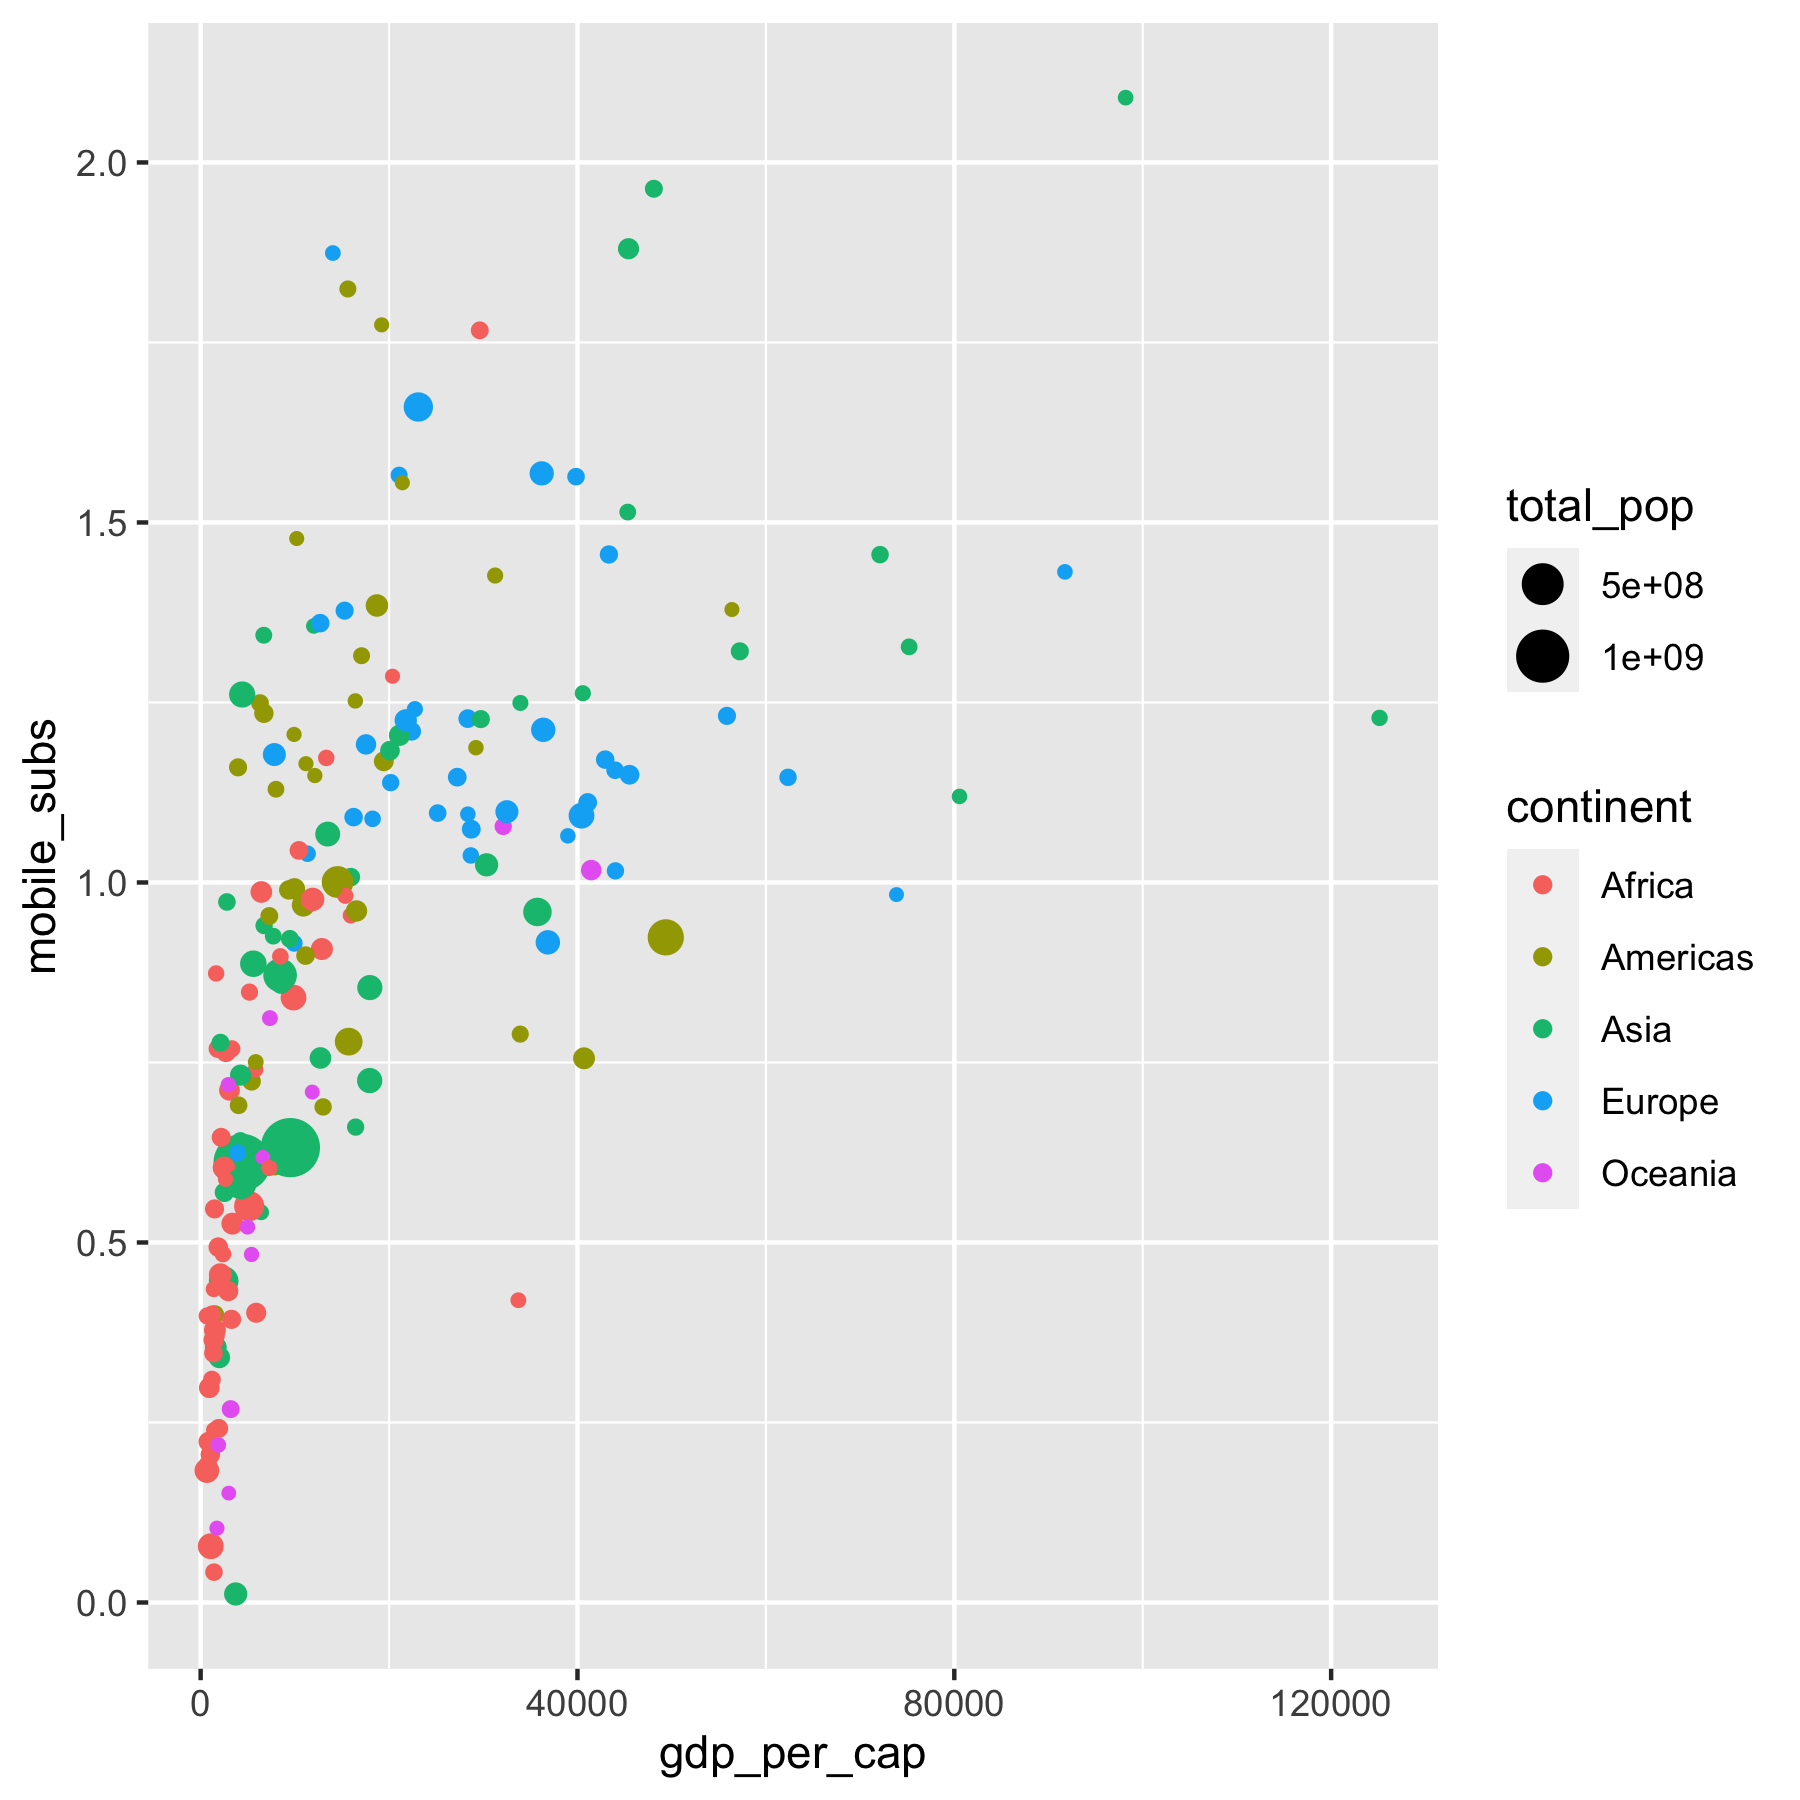 2.0
1.5
1.0
0.5
0.0
mobile_subs
0 40000 80000 120000
gdp_per_cap
total_pop
5e+08
1e+09
continent
Africa
Americas
Asia
Europe
Oceania